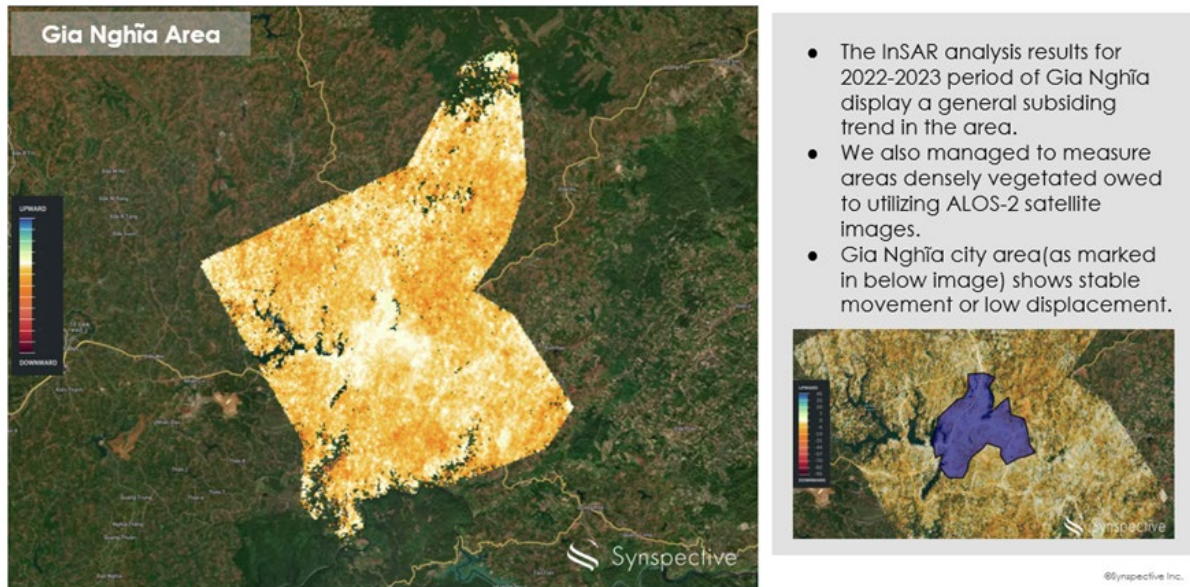 Gia Nghĩa Area
UPWARD
DOWNWARD
Synspective
● The InSAR analysis results for
2022-2023 period of Gia Nghĩa
display a general subsiding
trend in the area.
● We also managed to measure
areas densely vegetated owed
to utilizing ALOS-2 satellite
images.
● Gia Nghĩa city area(as marked
in below image) shows stable
movement or low displacement.
UPWARD
DOWNWARD
Synspective
©Synspective Inc.